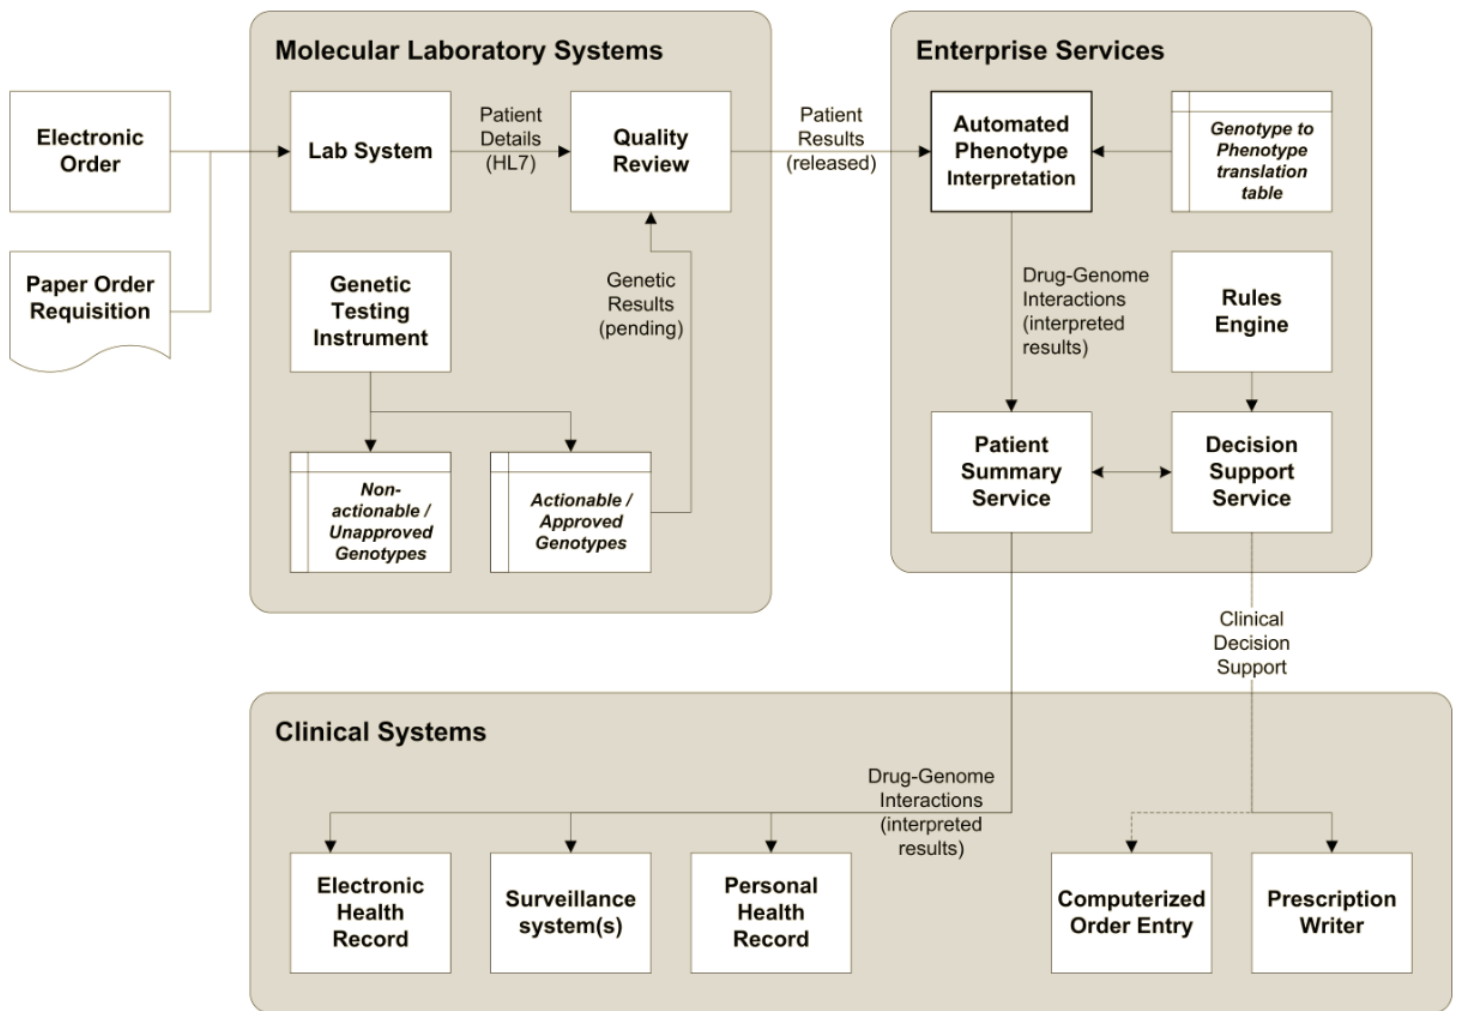 Molecular Laboratory Systems
Enterprise Services
Electronic
Order
Lab System
Patient
Details
(HL7)
Quality
Review
Patient
Results
(released)
Automated
Phenotype
Interpretation
Genotype to
Phenotype
translation
table
Paper Order
Requisition
Genetic
Testing
Instrument
Genetic
Results
(pending)
Drug-Genome
Interactions
(interpreted
results)
Rules
Engine
Non-
actionable /
Unapproved
Genotypes
Actionable /
Approved
Genotypes
Patient
Summary
Service
Decision
Support
Service
Clinical
Decision
Support
Clinical Systems
Drug-Genome
Interactions
(interpreted
results)
Electronic
Health
Record
Surveillance
system(s)
Personal
Health
Record
Computerized
Order Entry
Prescription
Writer